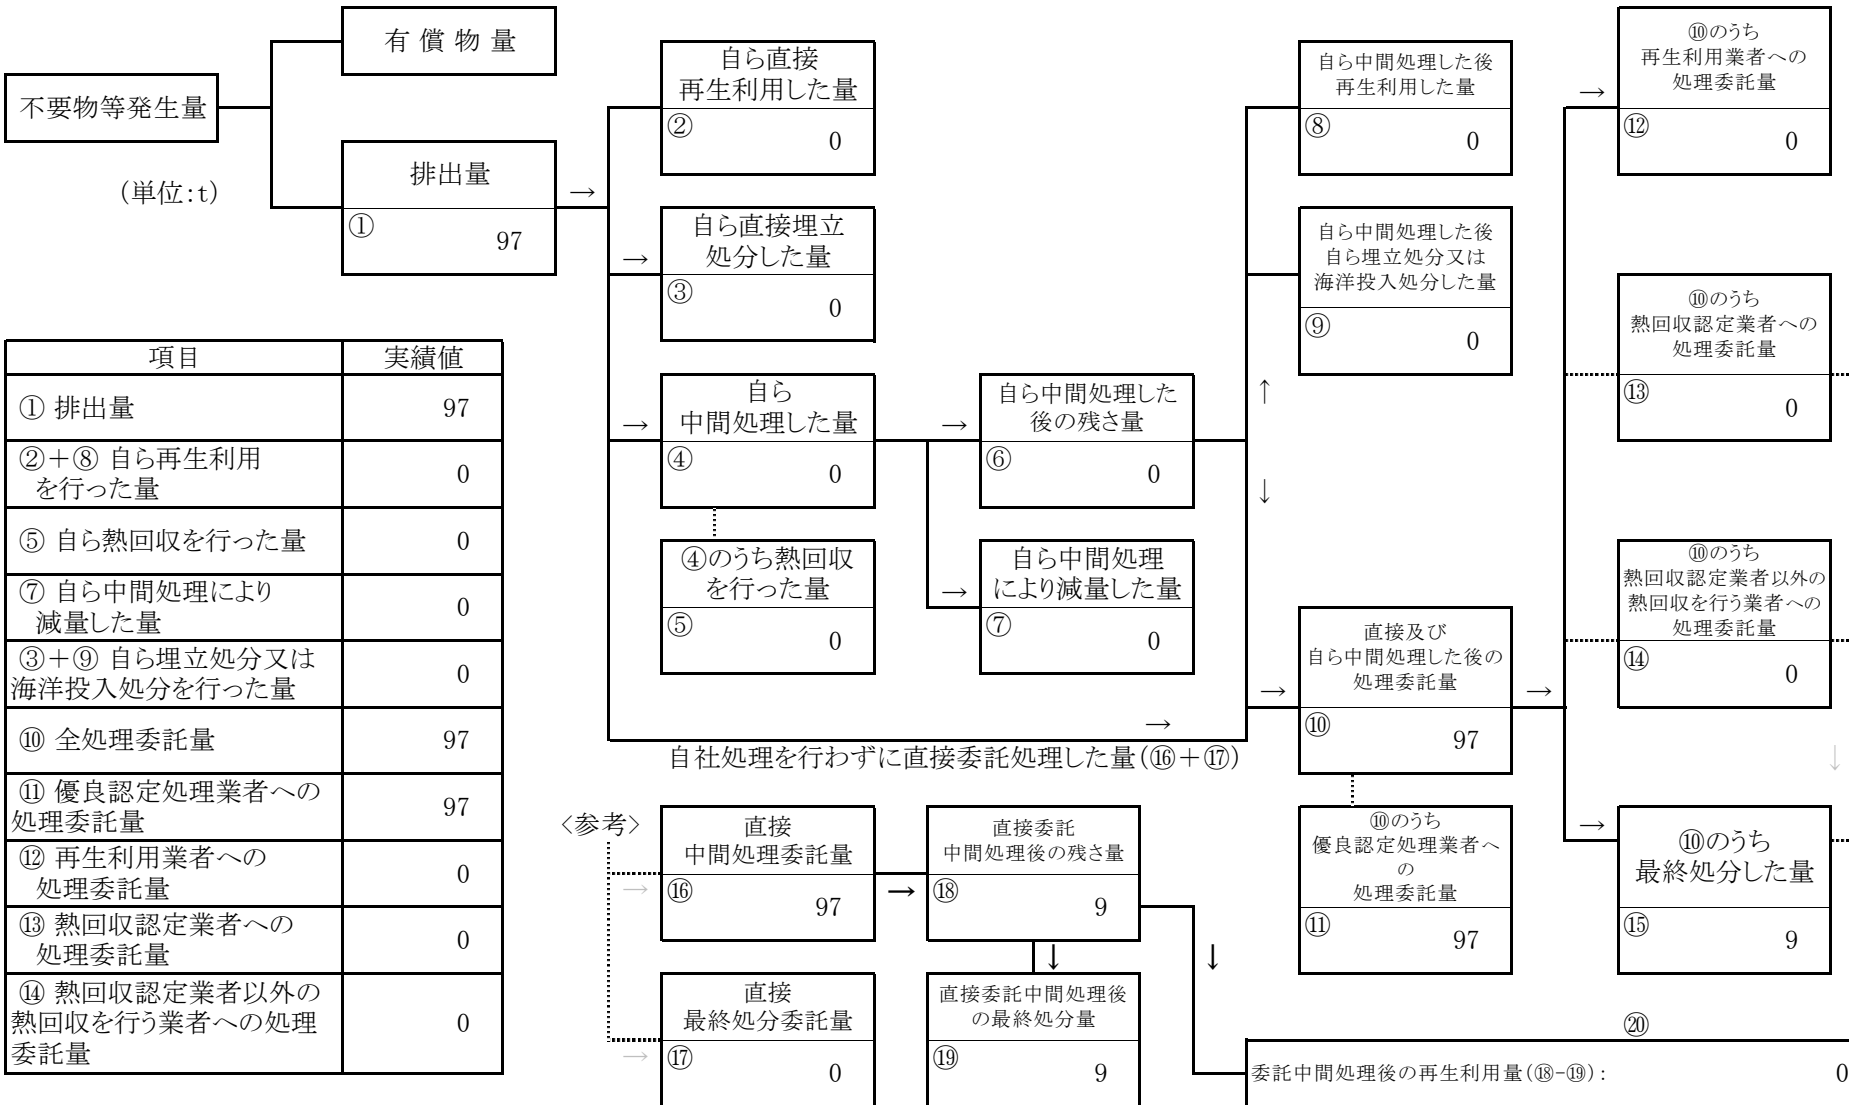 有償物量
不要物等発生量
(単位:t)
排出量
①
97
→
自ら直接
再生利用した量
②
0
→
自ら直接埋立
処分した量
③
0
→
自ら
中間処理した量
④
0
④のうち熱回収
を行った量
⑤
0
→
自ら中間処理した
後の残さ量
⑥
0
→
自ら中間処理
により減量した量
⑦
0
→
自社処理を行わずに直接委託処理した量(⑯+⑰)
自ら中間処理した後
再生利用した量
⑧
0
自ら中間処理した後
自ら埋立処分又は
海洋投入処分した量
⑨
0
↑
↓
→
直接及び
自ら中間処理した後の
処理委託量
⑩
97
⑩のうち
優良認定処理業者へ
の
処理委託量
⑪
97
→
→
⑩のうち
再生利用業者への
処理委託量
⑫
0
⑩のうち
熱回収認定業者への
処理委託量
⑬
0
⑩のうち
熱回収認定業者以外の
熱回収を行う業者への
処理委託量
⑭
0
↓
→
⑩のうち
最終処分した量
⑮
9
項目 実績値
① 排出量 97
②+⑧ 自ら再生利用
を行った量 0
⑤ 自ら熱回収を行った量 0
⑦ 自ら中間処理により
減量した量 0
③+⑨ 自ら埋立処分又は
海洋投入処分を行った量 0
⑩ 全処理委託量 97
⑪ 優良認定処理業者への
処理委託量 97
⑫ 再生利用業者への
処理委託量 0
⑬ 熱回収認定業者への
処理委託量 0
⑭ 熱回収認定業者以外の
熱回収を行う業者への処理
委託量 0
<参考>
→
直接
中間処理委託量
⑯
97
→
直接委託
中間処理後の残さ量
⑱
9
↓
↓
→
直接
最終処分委託量
⑰
0
直接委託中間処理後
の最終処分量
⑲
9
⑳
委託中間処理後の再生利用量(⑱-⑲): 0